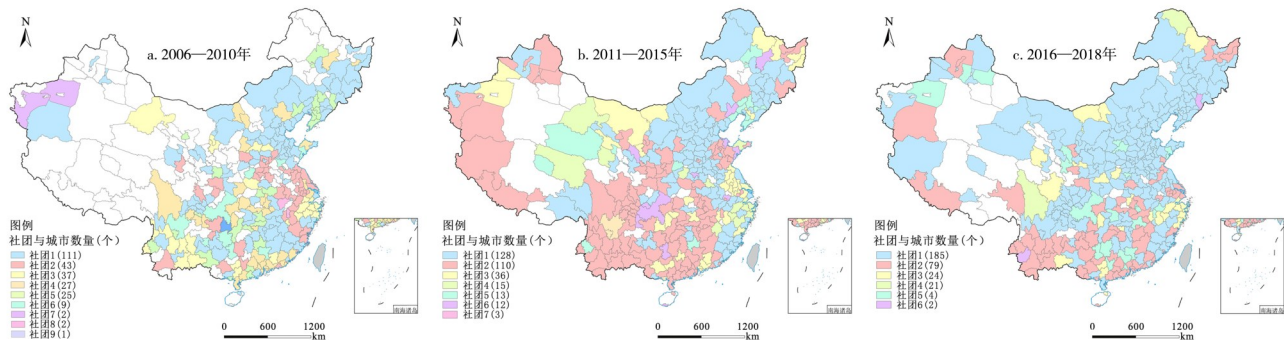 N
a. 2006—2010年
图例
社团与城市数量(个)
社团1(111)
社团2(43)
社团3(37)
社团4(27)
社团5(25)
社团6(9)
社团7(2)
社团8(2)
社团9(1)
0 600 1200
km
南海诸岛
N
b. 2011—2015年
图例
社团与城市数量(个)
社团1(128)
社团2(110)
社团3(36)
社团4(15)
社团5(13)
社团6(12)
社团7(3)
0 600 1200
km
南海诸岛
N
c. 2016—2018年
图例
社团与城市数量(个)
社团1(185)
社团2(79)
社团3(24)
社团4(21)
社团5(4)
社团6(2)
0 600 1200
km
南海诸岛